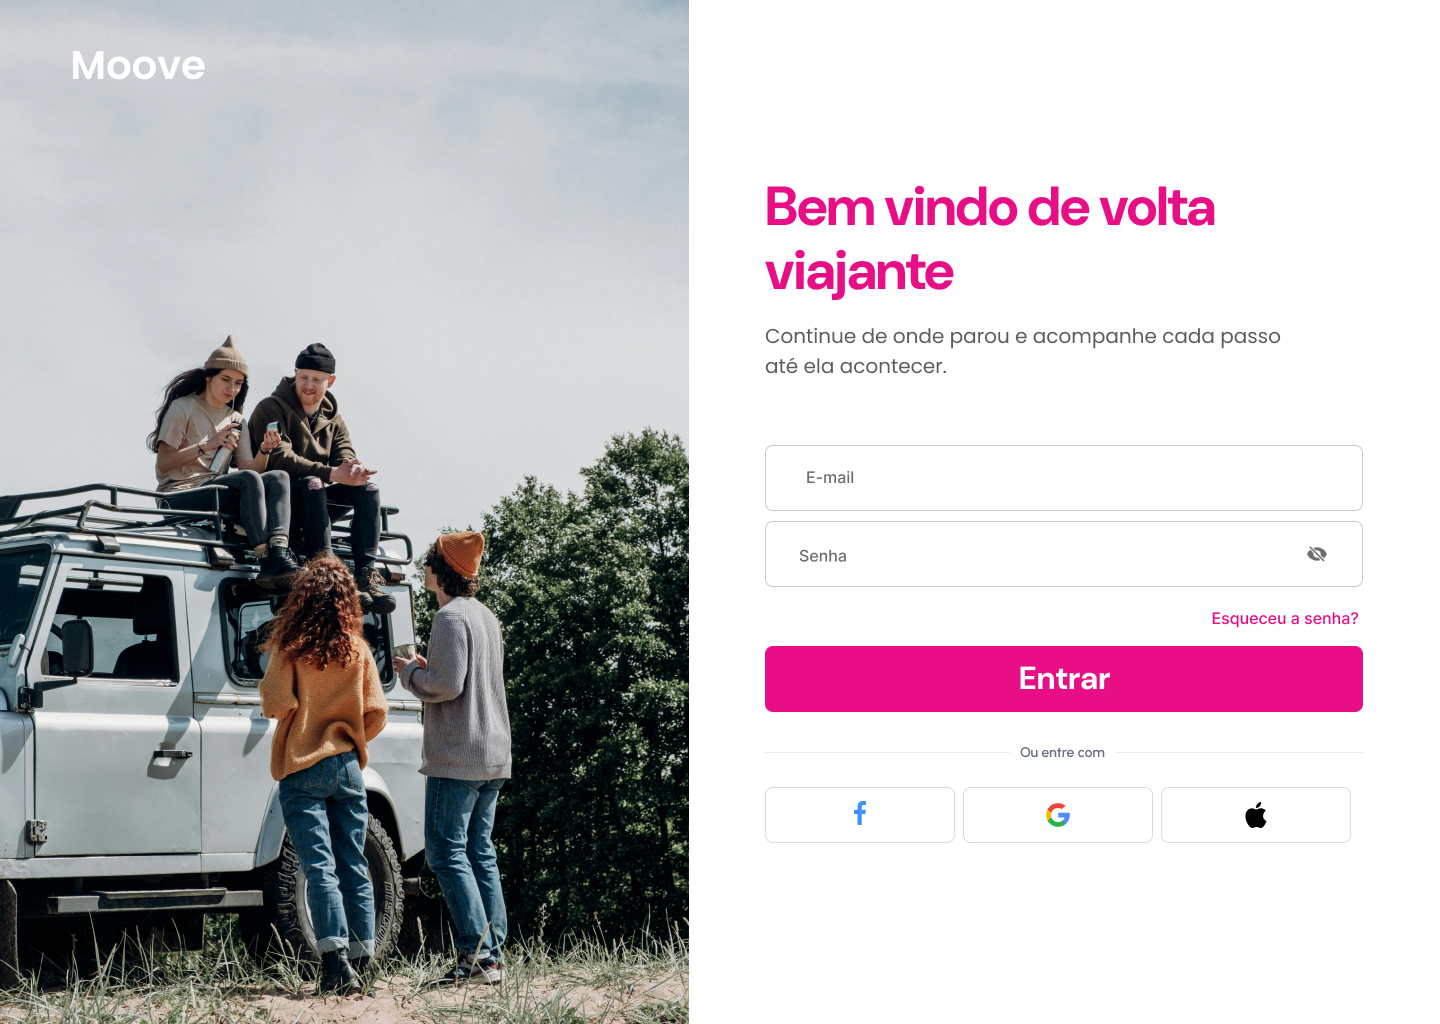 Moove
Bem vindo de volta
viajante
Continue de onde parou e acompanhe cada passo
até ela acontecer.
E-mail
Senha
Esqueceu a senha?
Entrar
Ou entre com